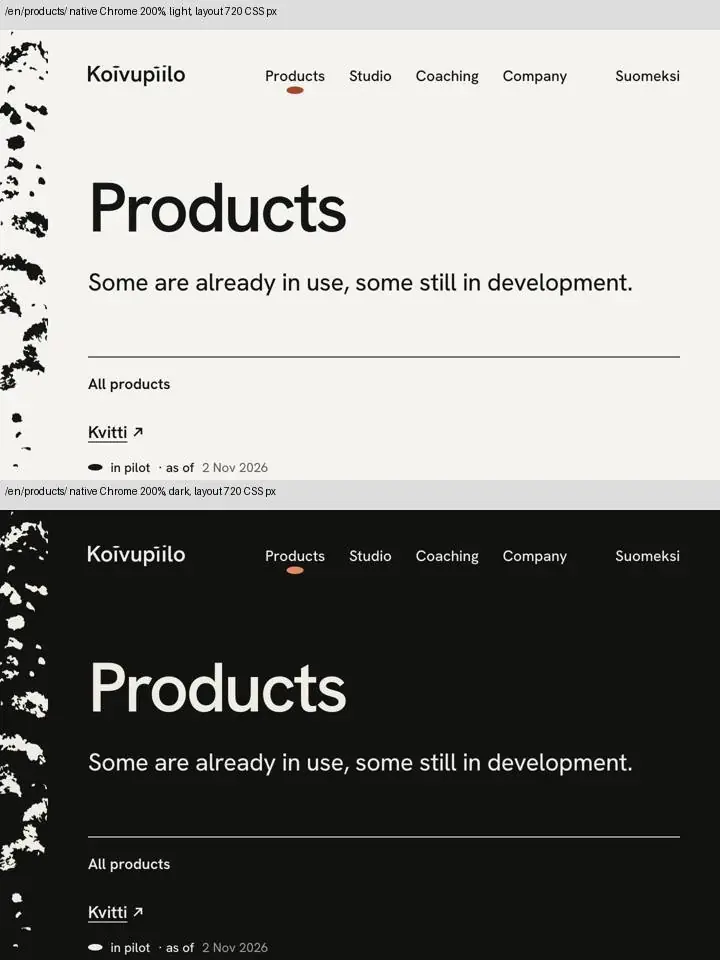 /en/products/ native Chrome 200%, light, layout 720 CSS px
Koīvupīilo Products Studio Coaching Company Suomeksi
Products
Some are already in use, some still in development.
All products
Kvitti ↗
in pilot · as of 2 Nov 2026
/en/products/ native Chrome 200%, dark, layout 720 CSS px
Koīvupīilo Products Studio Coaching Company Suomeksi
Products
Some are already in use, some still in development.
All products
Kvitti ↗
in pilot · as of 2 Nov 2026